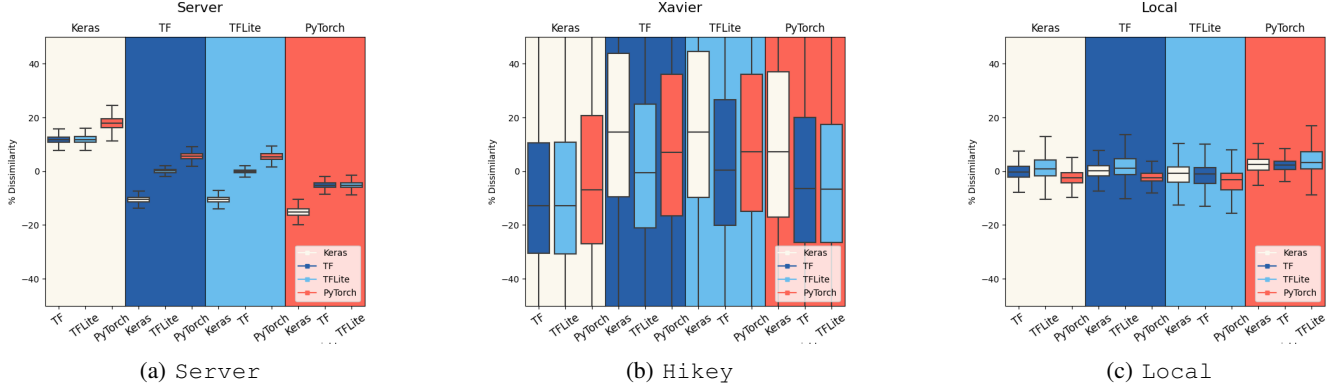 Server
Keras TF TFLite PyTorch
% Dissimilarity
40
20
0
−20
−40
Keras
TF
TFLite
PyTorch
TF TFLite PyTorch Keras TFLite PyTorch Keras TF PyTorch Keras TF TFLite
(a) Server
Xavier
Keras TF TFLite PyTorch
% Dissimilarity
40
20
0
−20
−40
Keras
TF
TFLite
PyTorch
TF TFLite PyTorch Keras TFLite PyTorch Keras TF PyTorch Keras TF TFLite
(b) Hikey
Local
Keras TF TFLite PyTorch
% Dissimilarity
40
20
0
−20
−40
Keras
TF
TFLite
PyTorch
TF TFLite PyTorch Keras TFLite PyTorch Keras TF PyTorch Keras TF TFLite
(c) Local